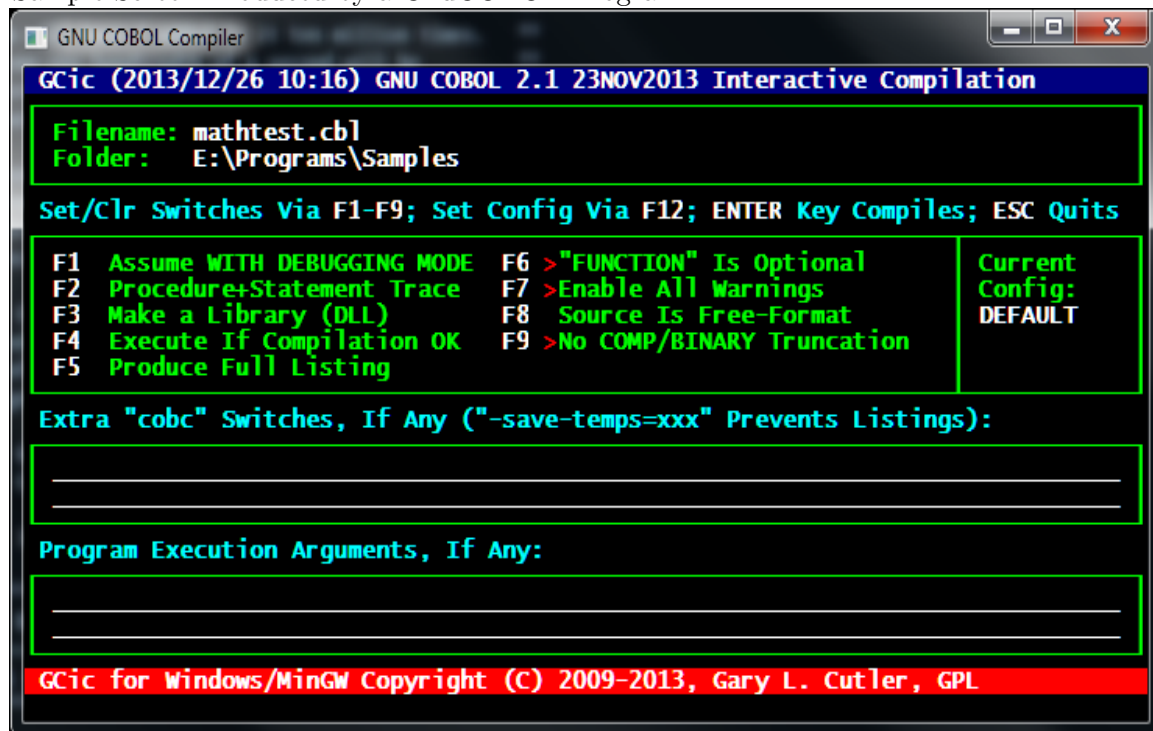 GNU COBOL Compiler
GCic (2013/12/26 10:16) GNU COBOL 2.1 23NOV2013 Interactive Compilation
Filename: mathtest.cbl
Folder: E:\Programs\Samples
Set/Clr Switches Via F1-F9; Set Config Via F12; ENTER Key Compiles; ESC Quits
F1 Assume WITH DEBUGGING MODE F6 >"FUNCTION" Is Optional Current
F2 Procedure+Statement Trace F7 >Enable All Warnings Config:
F3 Make a Library (DLL) F8 Source Is Free-Format DEFAULT
F4 Execute If Compilation OK F9 >No COMP/BINARY Truncation
F5 Produce Full Listing
Extra "cobc" Switches, If Any ("-save-temps=xxx" Prevents Listings):
Program Execution Arguments, If Any:
GCic for Windows/MinGW Copyright (C) 2009-2013, Gary L. Cutler, GPL